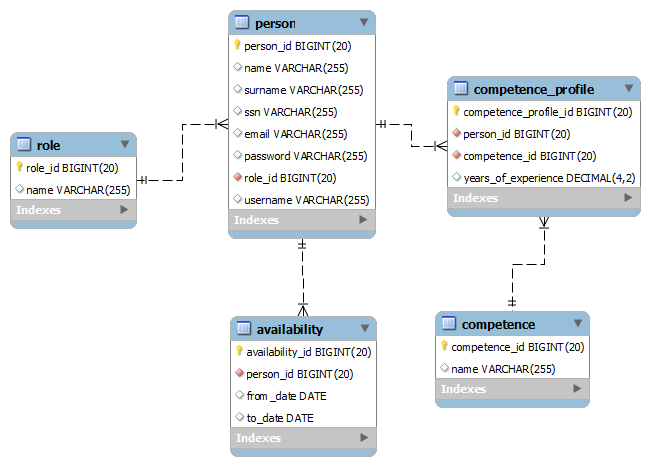 person
person_id BIGINT(20)
name VARCHAR(255)
surname VARCHAR(255)
ssn VARCHAR(255)
email VARCHAR(255)
password VARCHAR(255)
role_id BIGINT(20)
username VARCHAR(255)
Indexes
competence_profile
competence_profile_id BIGINT(20)
person_id BIGINT(20)
competence_id BIGINT(20)
years_of_experience DECIMAL(4,2)
Indexes
role
role_id BIGINT(20)
name VARCHAR(255)
Indexes
availability
availability_id BIGINT(20)
person_id BIGINT(20)
from_date DATE
to_date DATE
Indexes
competence
competence_id BIGINT(20)
name VARCHAR(255)
Indexes